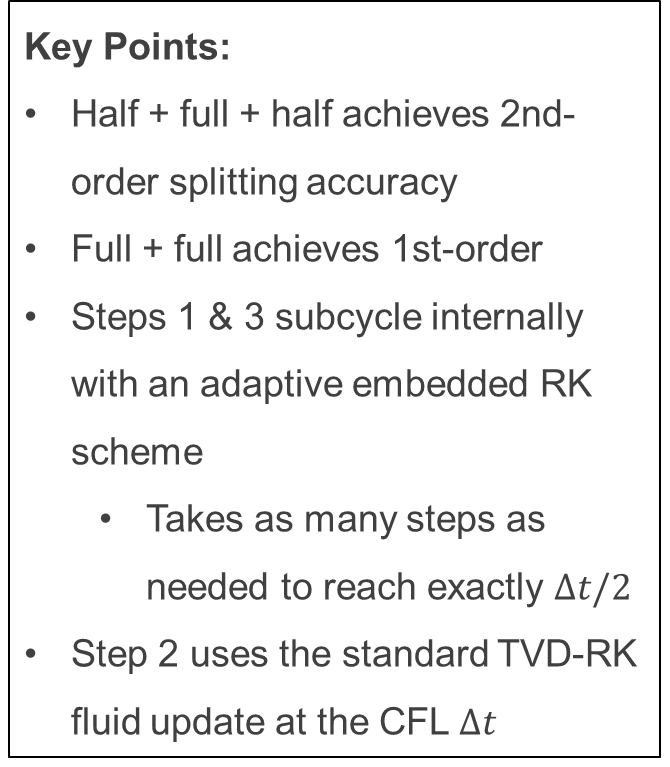 Key Points:
• Half + full + half achieves 2nd-
order splitting accuracy
• Full + full achieves 1st-order
• Steps 1 & 3 subcycle internally
with an adaptive embedded RK
scheme
• Takes as many steps as
needed to reach exactly Δ𝑡/2
• Step 2 uses the standard TVD-RK
fluid update at the CFL Δ𝑡